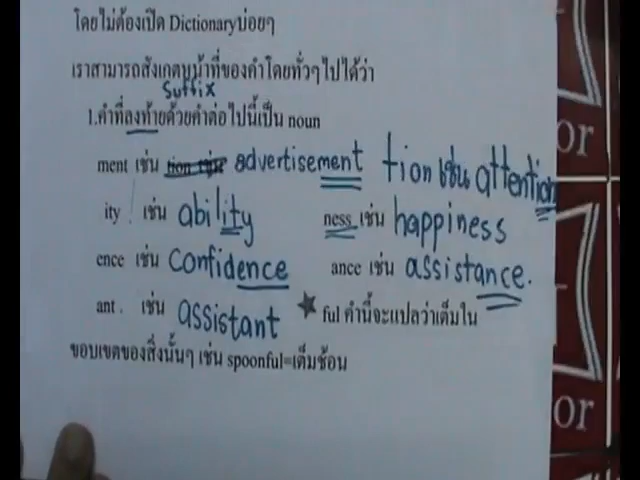 โดยไม่ต้องเปิด Dictionaryบ่อยๆ
เราสามารถสังเกตหน้าที่ของคำโดยทั่วๆไปได้ว่า
Suffix
1.คำที่ลงท้ายด้วยคำต่อไปนี้เป็น noun
ment เช่น advertisement tion เช่น attention
ity เช่น ability ness เช่น happiness
ence เช่น confidence ance เช่น assistance.
ant . เช่น assistant ★ ful คำนี้จะแปลว่าเต็มใน
ขอบเขตของสิ่งนั้นๆ เช่น spoonful=เต็มช้อน
or
or